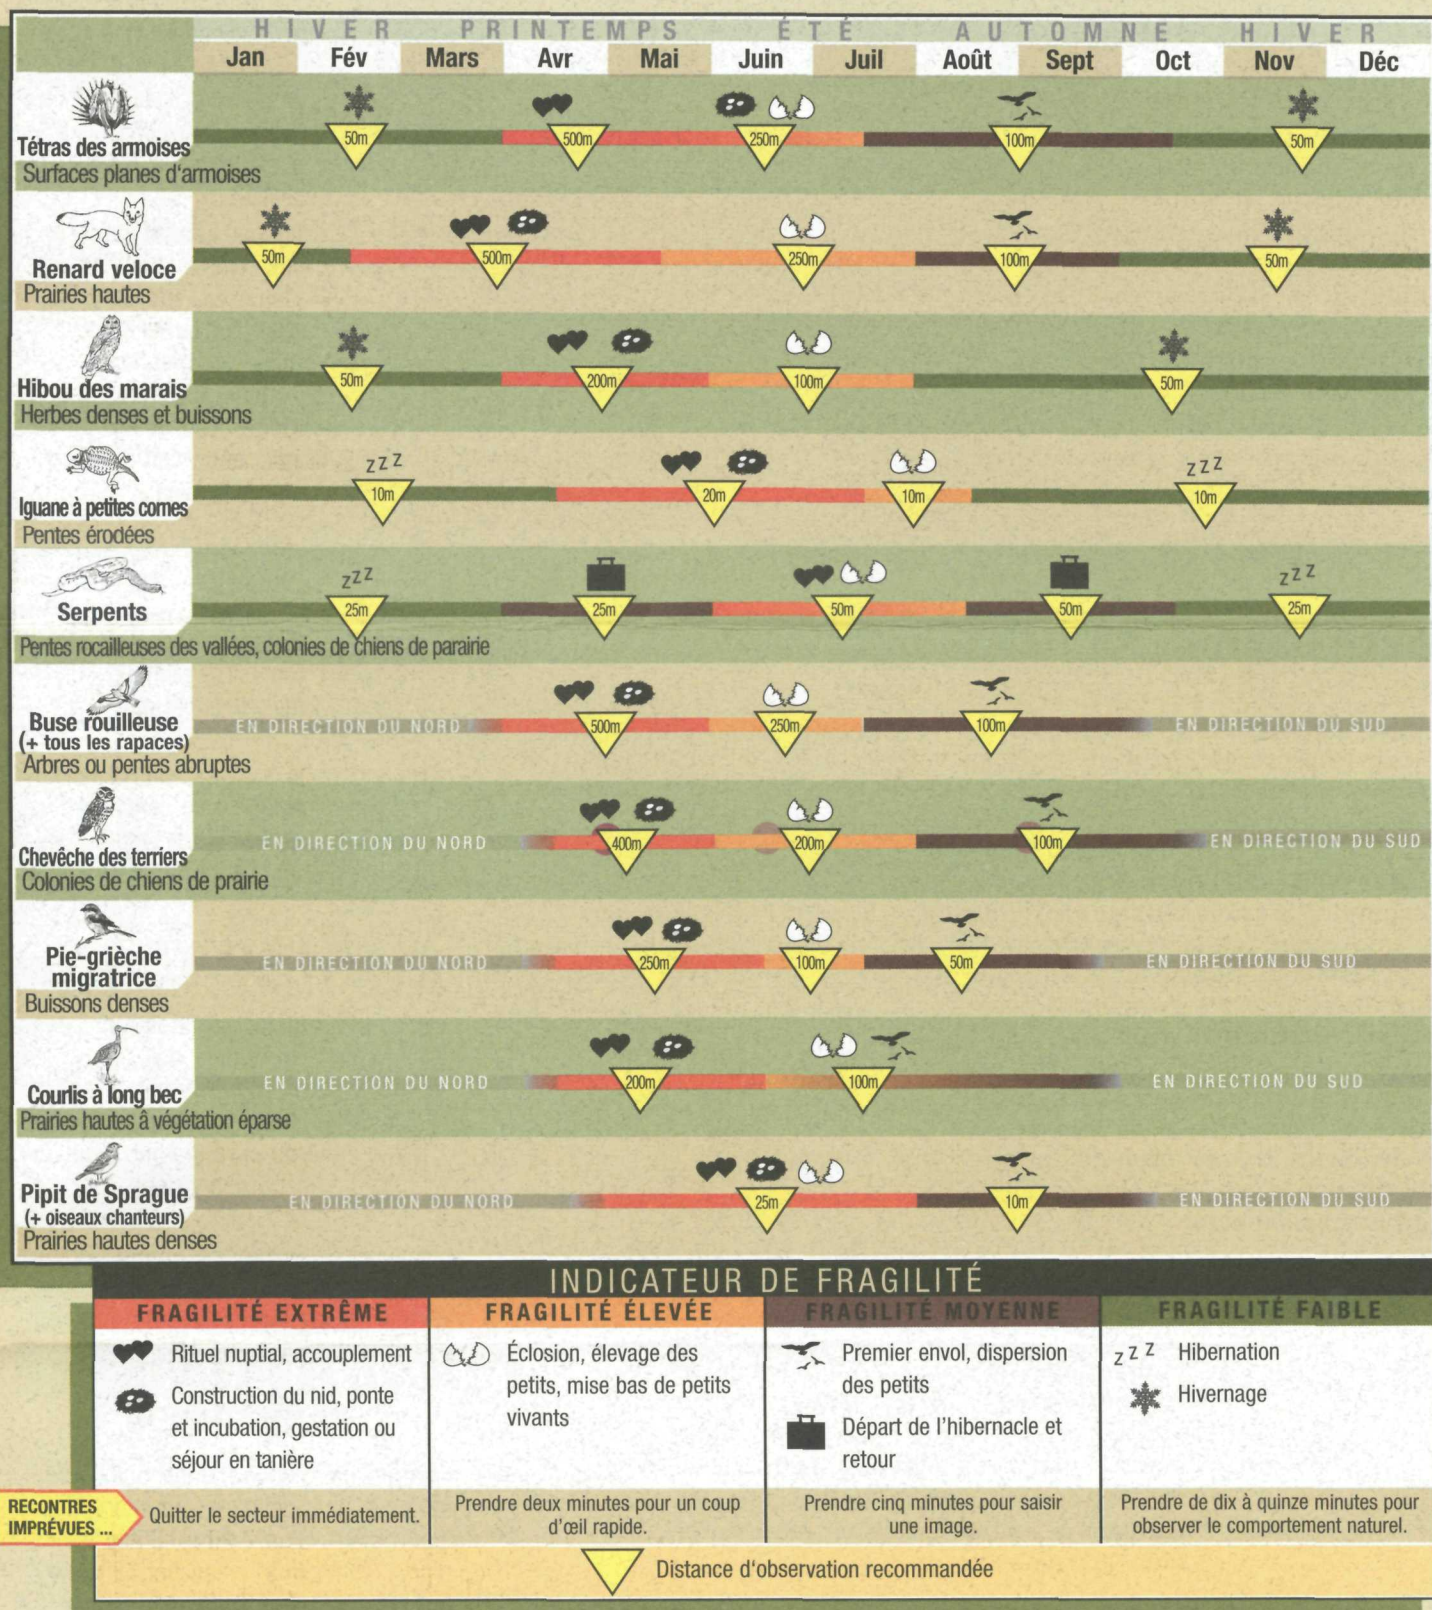 HIVER PRINTEMPS ÉTÉ AUTOMNE HIVER
Jan Fév Mars Avr Mai Juin Juil Août Sept Oct Nov Déc
50m 500m 250m 100m 50m
Tétras des armoises
Surfaces planes d'armoises
50m 500m 250m 100m 50m
Renard veloce
Prairies hautes
50m 200m 100m 50m
Hibou des marais
Herbes denses et buissons
zzz zzz
10m 20m 10m 10m
Iguane à petites cornes
Pentes érodées
zzz zzz
25m 25m 50m 50m 25m
Serpents
Pentes rocailleuses des vallées, colonies de chiens de parairie
Buse rouilleuse
EN DIRECTION DU NORD 500m 250m 100m EN DIRECTION DU SUD
(+ tous les rapaces)
Arbres ou pentes abruptes
EN DIRECTION DU NORD 400m 200m 100m EN DIRECTION DU SUD
Chevêche des terriers
Colonies de chiens de prairie
Pie-grièche
EN DIRECTION DU NORD 250m 100m 50m EN DIRECTION DU SUD
migratrice
Buissons denses
EN DIRECTION DU NORD 200m 100m EN DIRECTION DU SUD
Courlis à long bec
Prairies hautes â végétation éparse
Pipit de Sprague
EN DIRECTION DU NORD 25m 10m EN DIRECTION DU SUD
(+ oiseaux chanteurs)
Prairies hautes denses
INDICATEUR DE FRAGILITÉ
FRAGILITÉ EXTRÊME
Rituel nuptial, accouplement
Construction du nid, ponte
et incubation, gestation ou
séjour en tanière
FRAGILITÉ ÉLEVÉE
Éclosion, élevage des
petits, mise bas de petits
vivants
FRAGILITÉ MOYENNE
Premier envol, dispersion
des petits
Départ de l'hibernacle et
retour
FRAGILITÉ FAIBLE
zzz Hibernation
Hivernage
RECONTRES
IMPRÉVUES ...
Quitter le secteur immédiatement.
Prendre deux minutes pour un coup
d'œil rapide.
Prendre cinq minutes pour saisir
une image.
Prendre de dix à quinze minutes pour
observer le comportement naturel.
Distance d'observation recommandée